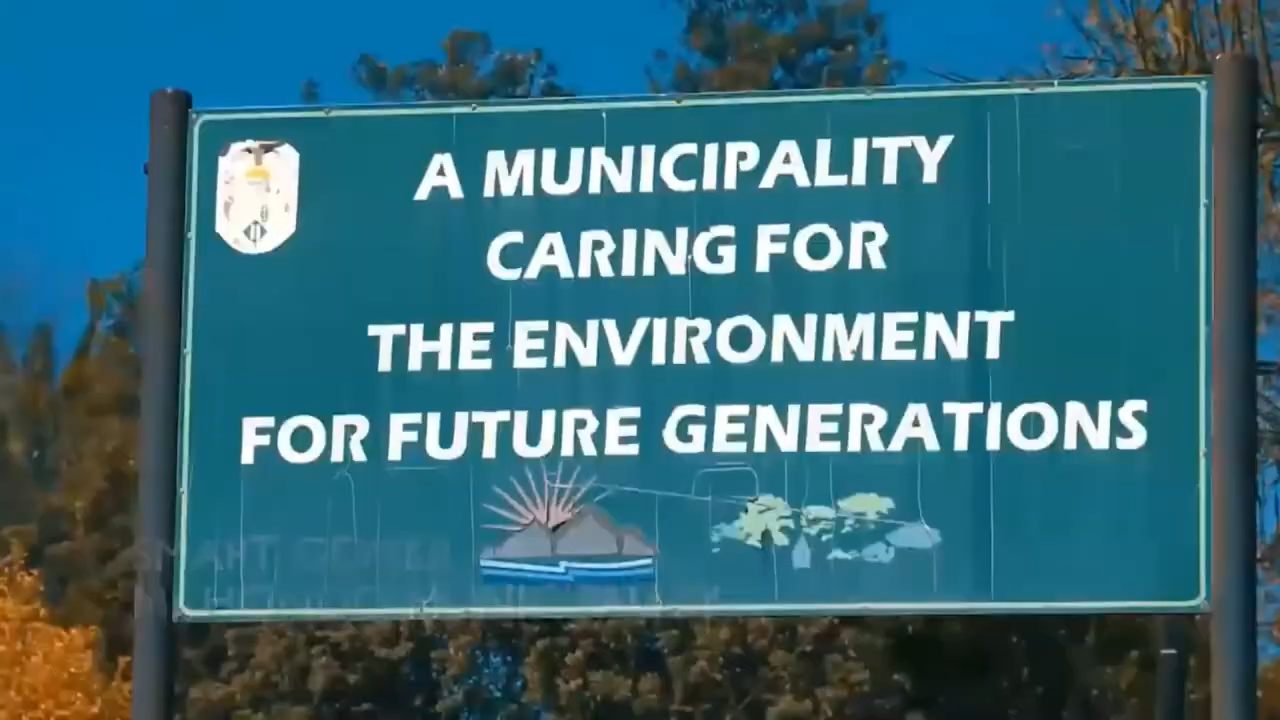 A MUNICIPALITY
CARING FOR
THE ENVIRONMENT
FOR FUTURE GENERATIONS